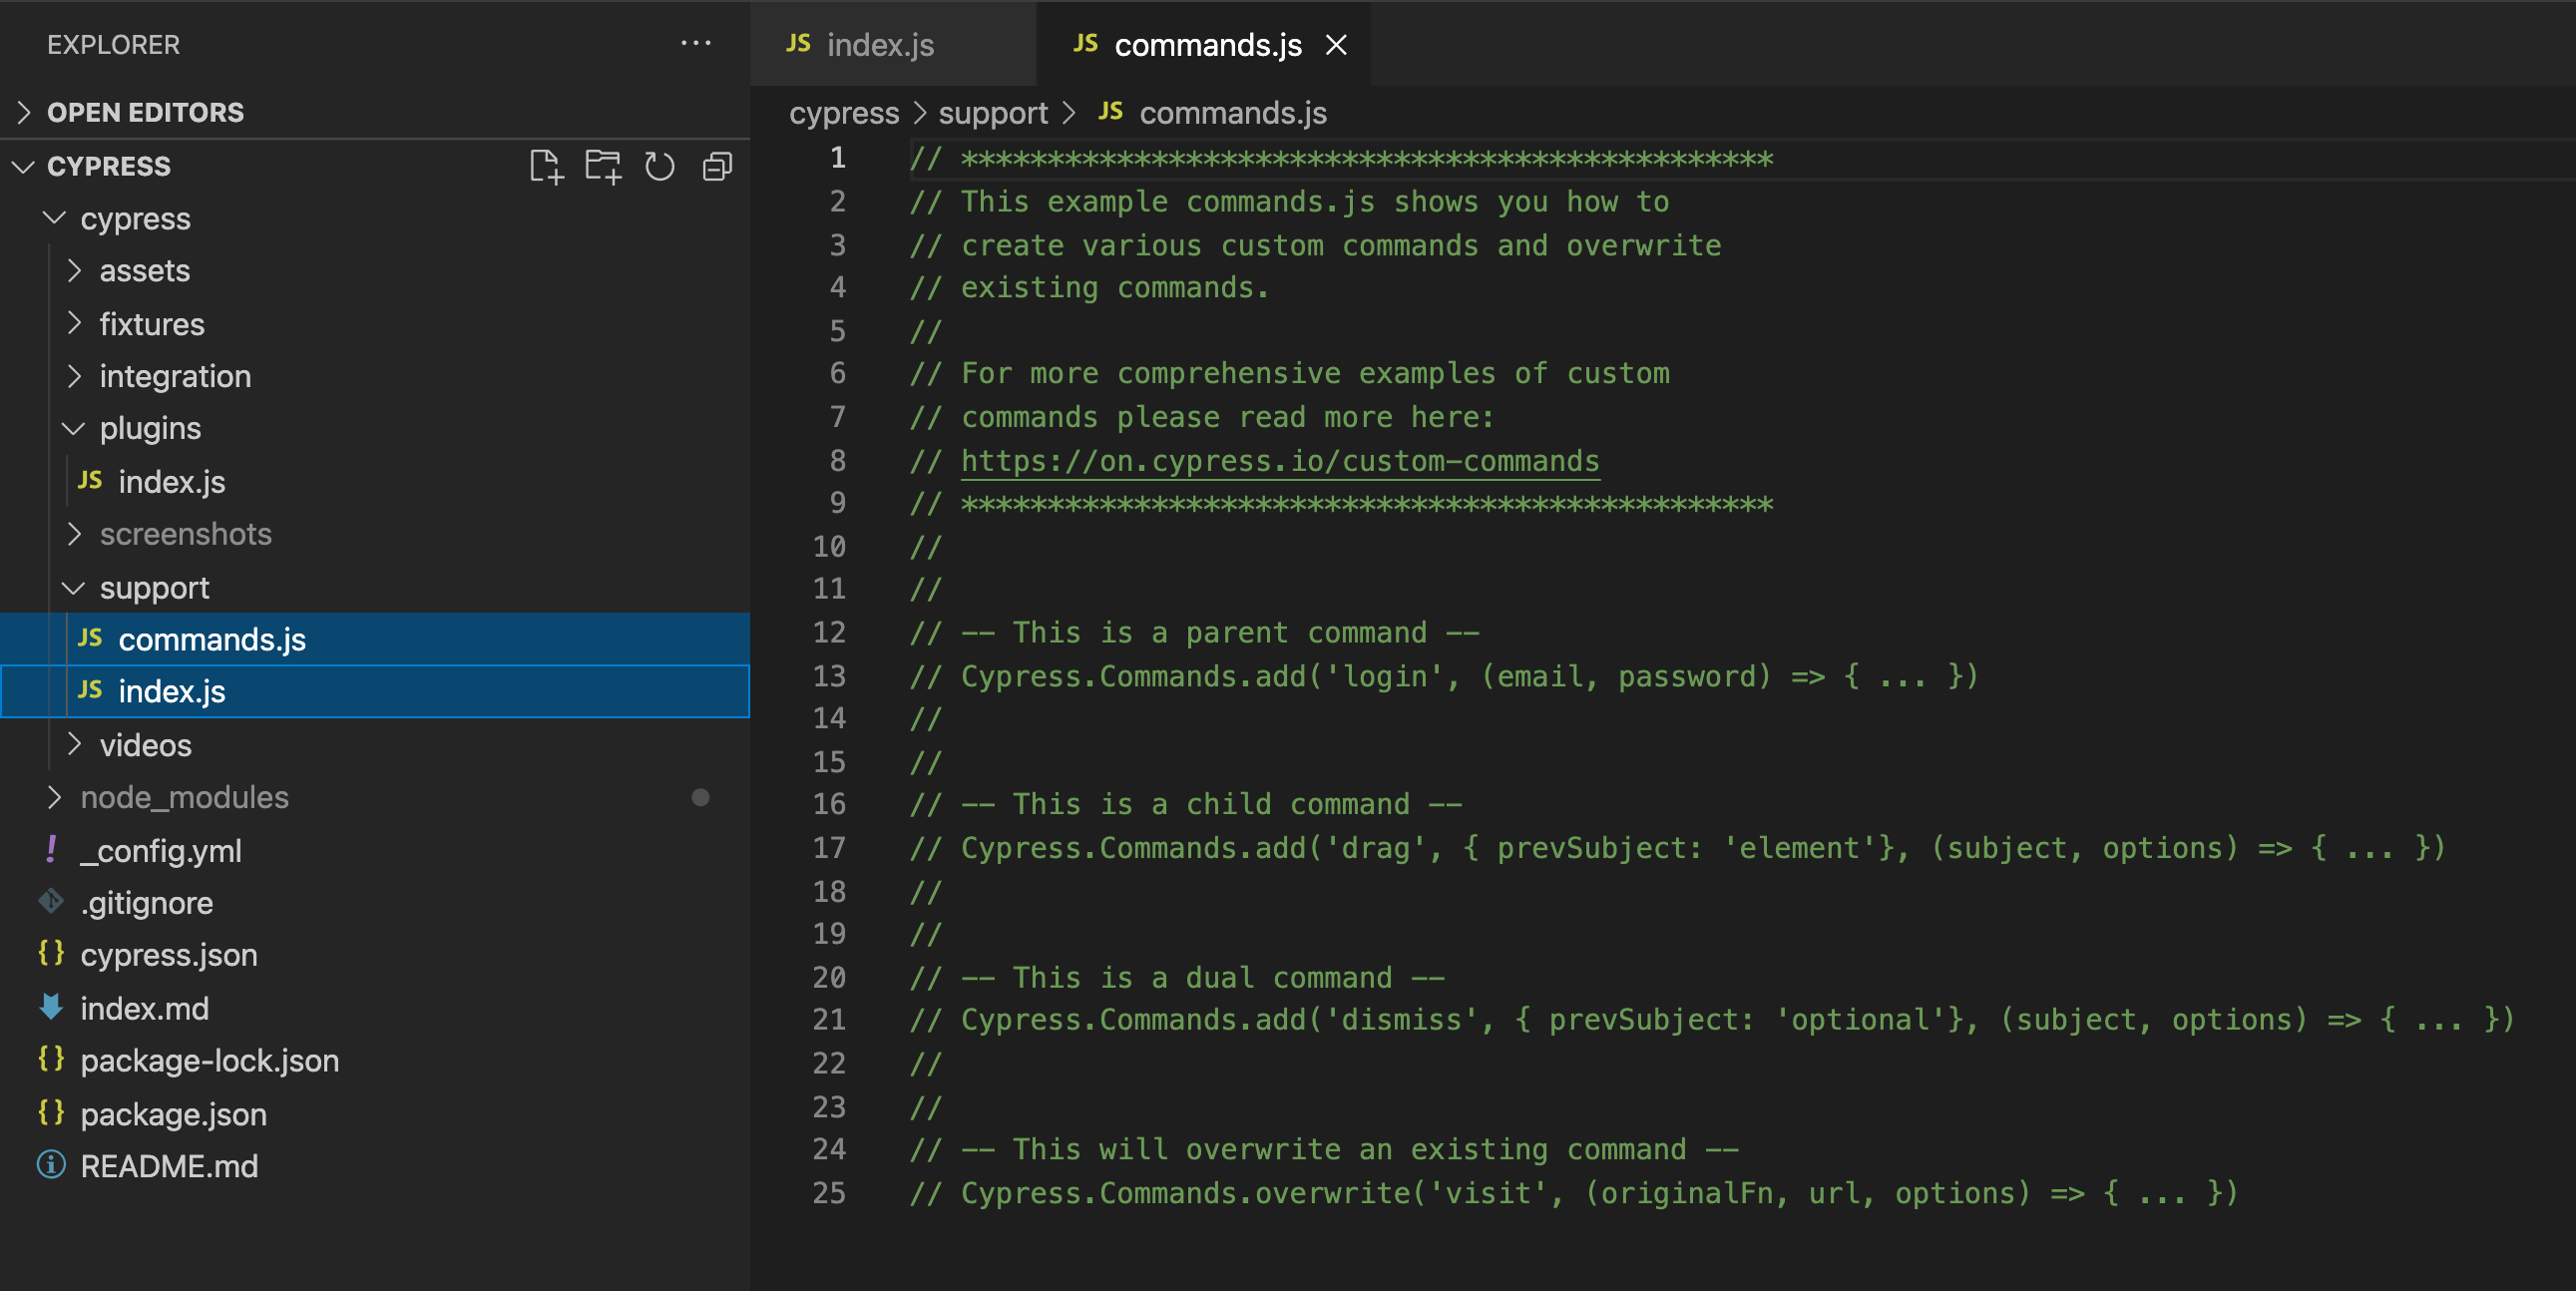 EXPLORER
OPEN EDITORS
CYPRESS
cypress
assets
fixtures
integration
plugins
JS index.js
screenshots
support
JS commands.js
JS index.js
videos
node_modules
! _config.yml
.gitignore
{} cypress.json
index.md
{} package-lock.json
{} package.json
README.md
JS index.js JS commands.js
cypress > support > JS commands.js
1 // ***********************************************
2 // This example commands.js shows you how to
3 // create various custom commands and overwrite
4 // existing commands.
5 //
6 // For more comprehensive examples of custom
7 // commands please read more here:
8 // https://on.cypress.io/custom-commands
9 // ***********************************************
10 //
11 //
12 // -- This is a parent command --
13 // Cypress.Commands.add('login', (email, password) => { ... })
14 //
15 //
16 // -- This is a child command --
17 // Cypress.Commands.add('drag', { prevSubject: 'element'}, (subject, options) => { ... })
18 //
19 //
20 // -- This is a dual command --
21 // Cypress.Commands.add('dismiss', { prevSubject: 'optional'}, (subject, options) => { ... })
22 //
23 //
24 // -- This will overwrite an existing command --
25 // Cypress.Commands.overwrite('visit', (originalFn, url, options) => { ... })